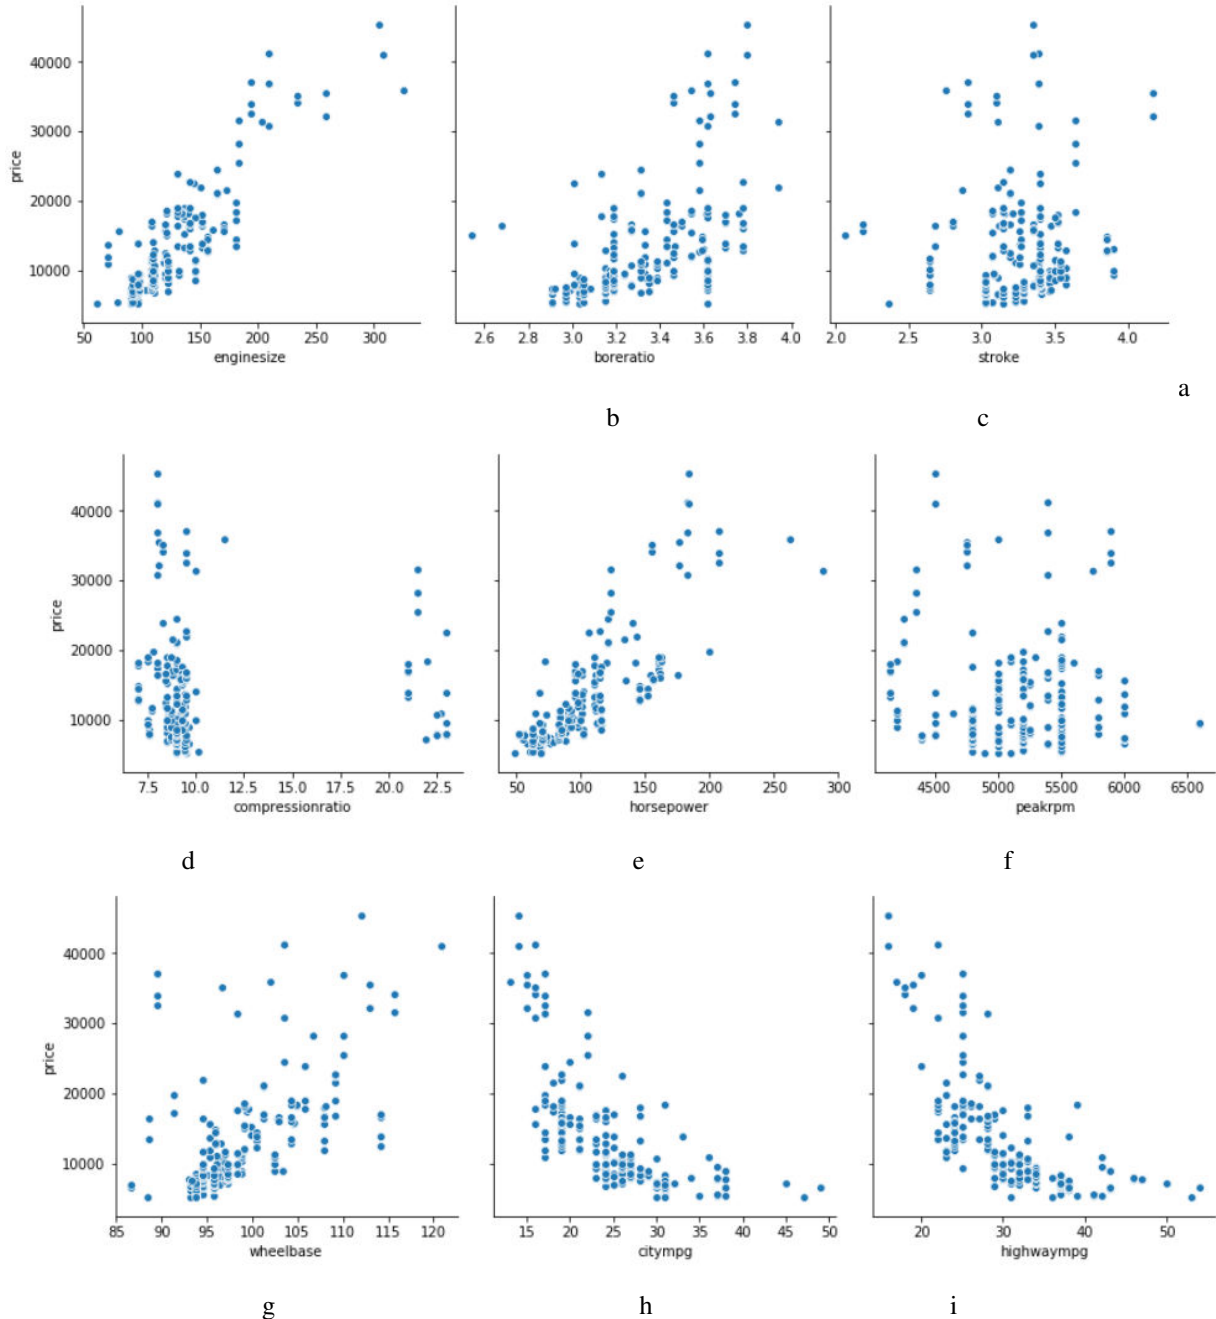 40000
30000
20000
10000
price
50 100 150 200 250 300
enginesize
2.6 2.8 3.0 3.2 3.4 3.6 3.8 4.0
boreratio
2.0 2.5 3.0 3.5 4.0
stroke
a
b c
40000
30000
20000
10000
price
7.5 10.0 12.5 15.0 17.5 20.0 22.5
compressionratio
50 100 150 200 250 300
horsepower
4500 5000 5500 6000 6500
peakrpm
d e f
40000
30000
20000
10000
price
85 90 95 100 105 110 115 120
wheelbase
15 20 25 30 35 40 45 50
citympg
20 30 40 50
highwaympg
g h i